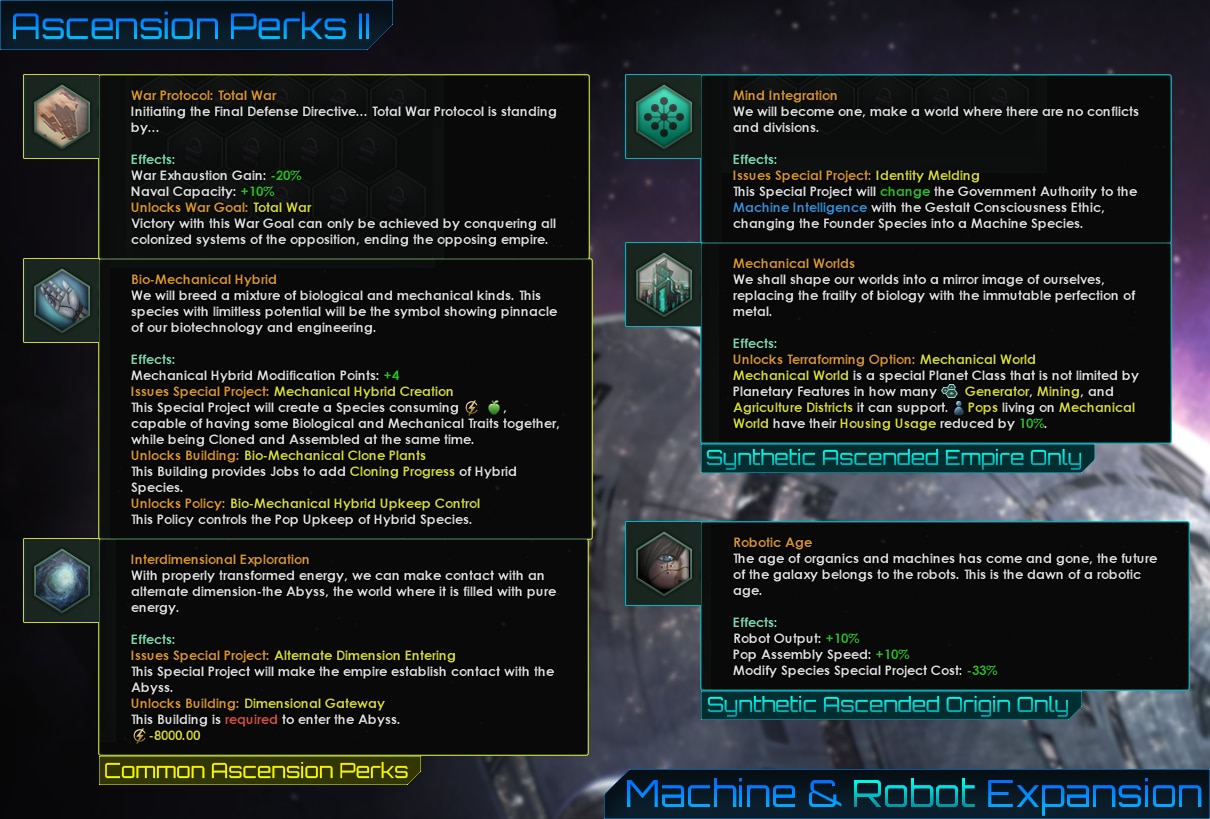 Ascension Perks II
War Protocol: Total War
Initiating the Final Defense Directive... Total War Protocol is standing
by...
Effects:
War Exhaustion Gain: -20%
Naval Capacity: +10%
Unlocks War Goal: Total War
Victory with this War Goal can only be achieved by conquering all
colonized systems of the opposition, ending the opposing empire.
Bio-Mechanical Hybrid
We will breed a mixture of biological and mechanical kinds. This
species with limitless potential will be the symbol showing pinnacle
of our biotechnology and engineering.
Effects:
Mechanical Hybrid Modification Points: +4
Issues Special Project: Mechanical Hybrid Creation
This Special Project will create a Species consuming ,
capable of having some Biological and Mechanical Traits together,
while being Cloned and Assembled at the same time.
Unlocks Building: Bio-Mechanical Clone Plants
This Building provides Jobs to add Cloning Progress of Hybrid
Species.
Unlocks Policy: Bio-Mechanical Hybrid Upkeep Control
This Policy controls the Pop Upkeep of Hybrid Species.
Interdimensional Exploration
With properly transformed energy, we can make contact with an
alternate dimension-the Abyss, the world where it is filled with pure
energy.
Effects:
Issues Special Project: Alternate Dimension Entering
This Special Project will make the empire establish contact with the
Abyss.
Unlocks Building: Dimensional Gateway
This Building is required to enter the Abyss.
-8000.00
Common Ascension Perks
Mind Integration
We will become one, make a world where there are no conflicts
and divisions.
Effects:
Issues Special Project: Identity Melding
This Special Project will change the Government Authority to the
Machine Intelligence with the Gestalt Consciousness Ethic,
changing the Founder Species into a Machine Species.
Mechanical Worlds
We shall shape our worlds into a mirror image of ourselves,
replacing the frailty of biology with the immutable perfection of
metal.
Effects:
Unlocks Terraforming Option: Mechanical World
Mechanical World is a special Planet Class that is not limited by
Planetary Features in how many Generator, Mining, and
Agriculture Districts it can support. Pops living on Mechanical
World have their Housing Usage reduced by 10%.
Synthetic Ascended Empire Only
Robotic Age
The age of organics and machines has come and gone, the future
of the galaxy belongs to the robots. This is the dawn of a robotic
age.
Effects:
Robot Output: +10%
Pop Assembly Speed: +10%
Modify Species Special Project Cost: -33%
Synthetic Ascended Origin Only
Machine & Robot Expansion